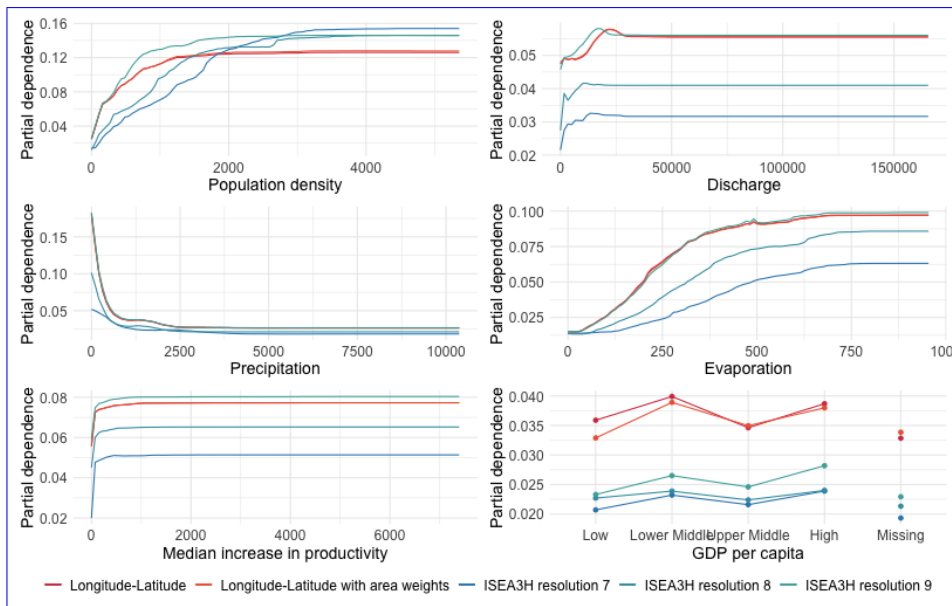 Partial dependence
0.16
0.12
0.08
0.04
0
2000
4000
Population density
Partial dependence
0.05
0.04
0.03
0.02
0
50000
100000
150000
Discharge
Partial dependence
0.15
0.10
0.05
0
2500
5000
7500
10000
Precipitation
Partial dependence
0.100
0.075
0.050
0.025
0
250
500
750
100
Evaporation
Partial dependence
0.08
0.06
0.04
0.02
0
2000
4000
6000
Median increase in productivity
Partial dependence
0.040
0.035
0.030
0.025
0.020
Low
Lower Middle
Upper Middle
High
Missing
GDP per capita
Longitude-Latitude
Longitude-Latitude with area weights
ISEA3H resolution 7
ISEA3H resolution 8
ISEA3H resolution 9